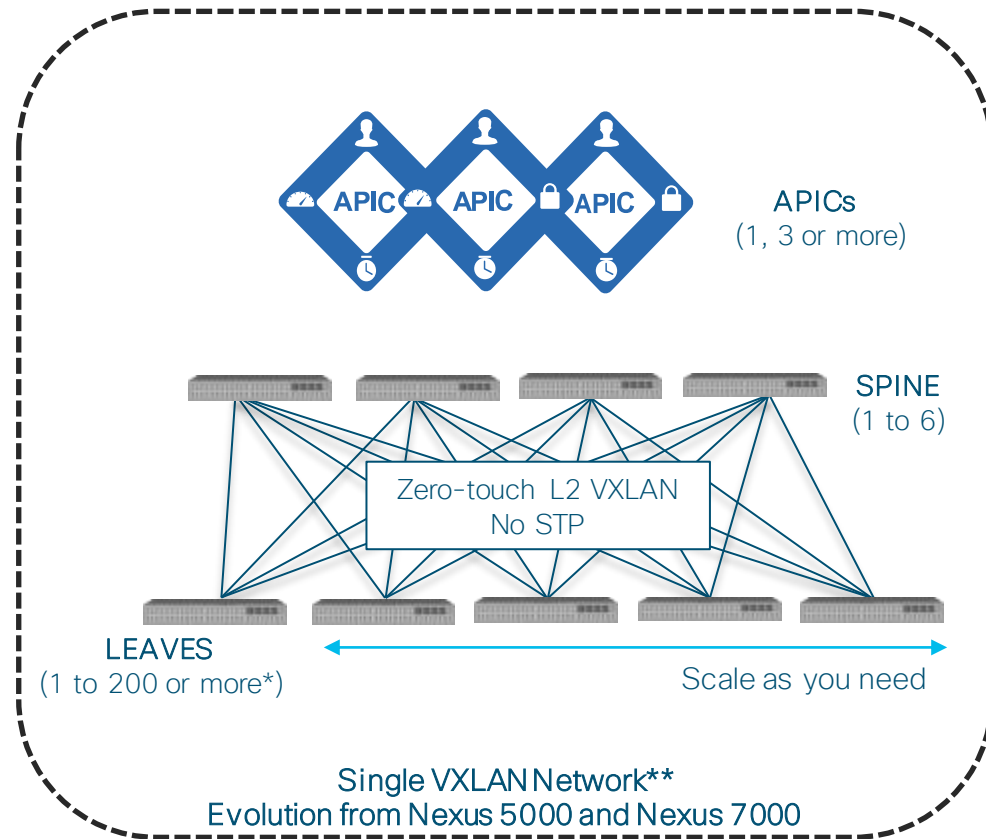 APIC
APIC
APIC
APICs
(1, 3 or more)
SPINE
(1 to 6)
Zero-touch L2 VXLAN
No STP
LEAVES
(1 to 200 or more*)
Scale as you need
Single VXLAN Network**
Evolution from Nexus 5000 and Nexus 7000